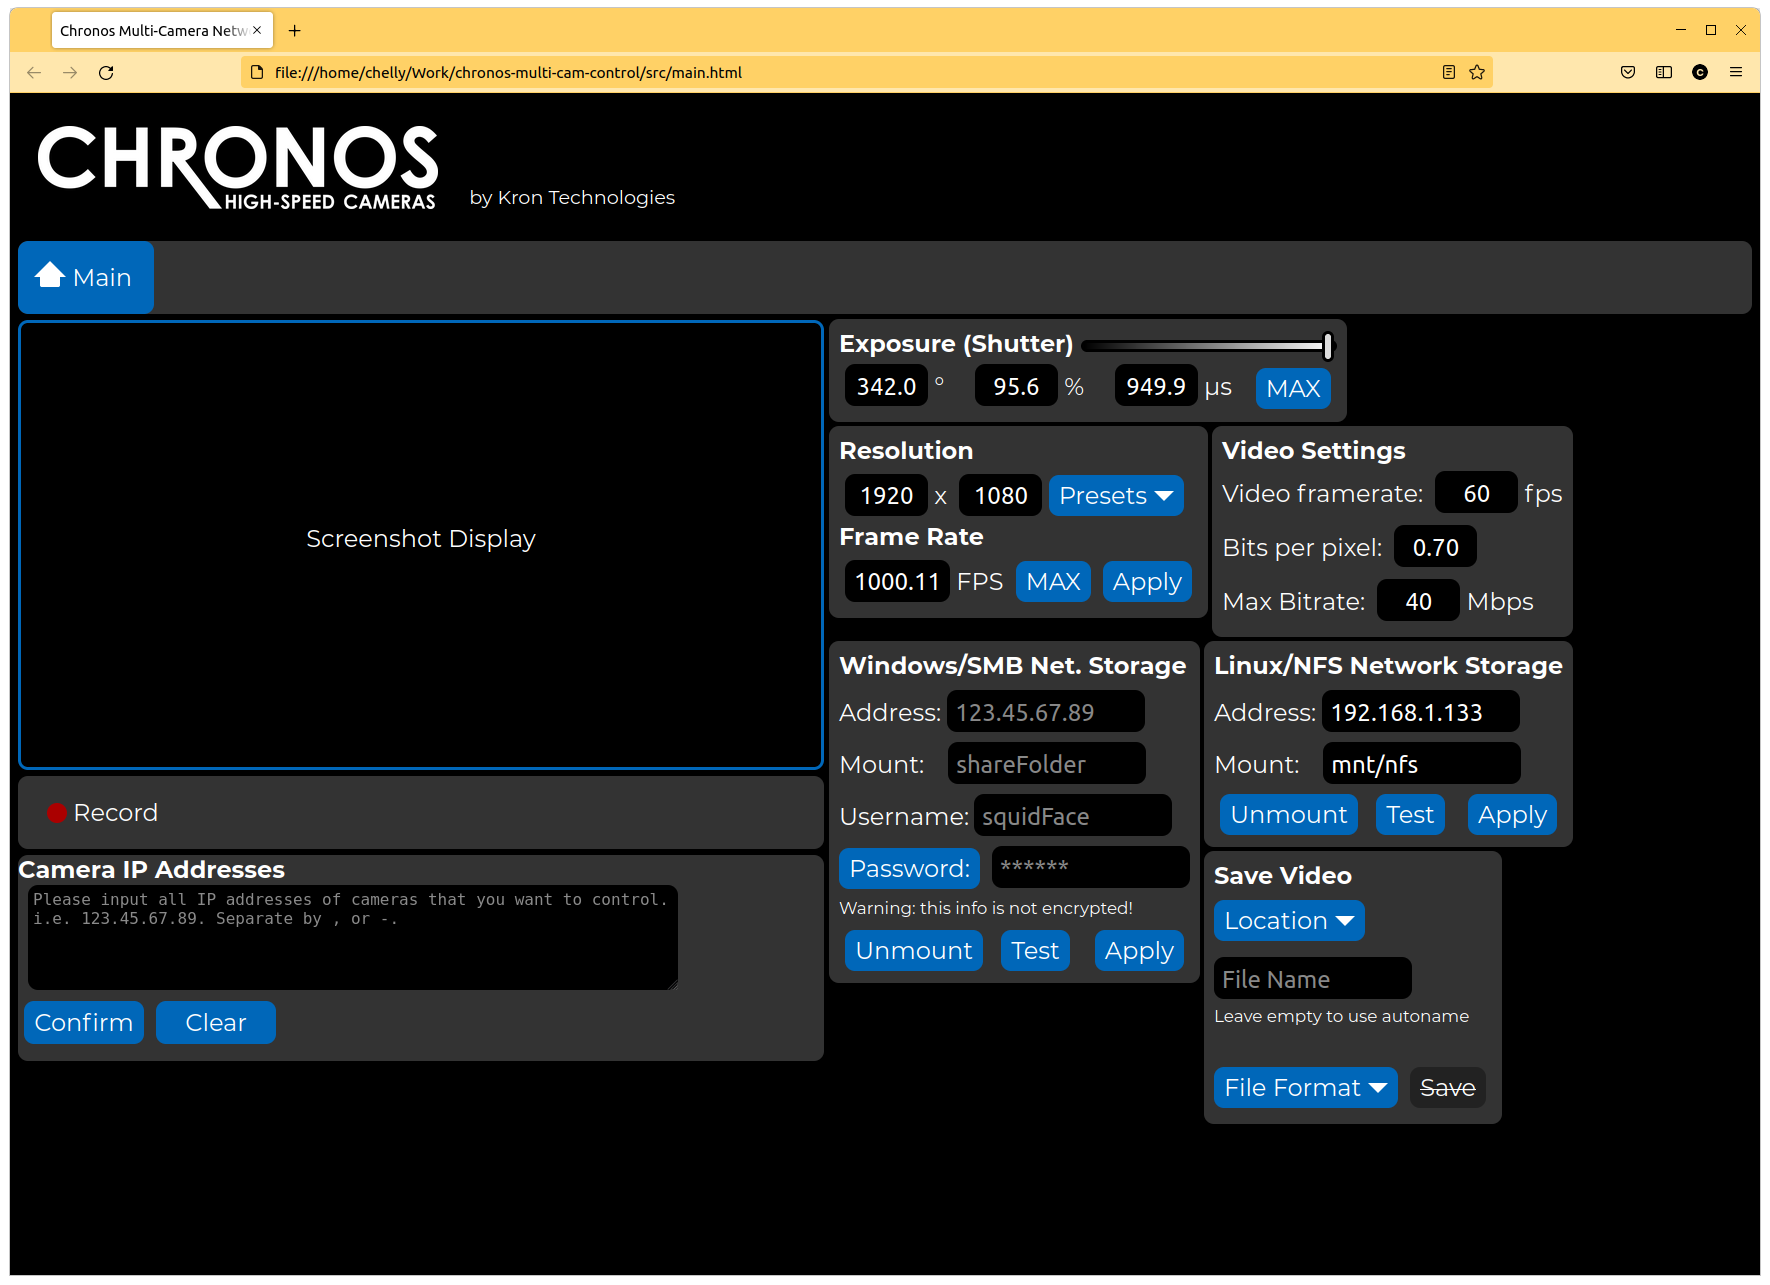 Chronos Multi-Camera Netw
file:///home/chelly/Work/chronos-multi-cam-control/src/main.html
C
CHRONOS
HIGH-SPEED CAMERAS
by Kron Technologies
Main
Screenshot Display
Record
Camera IP Addresses
Please input all IP addresses of cameras that you want to control.
i.e. 123.45.67.89. Separate by , or -.
Confirm Clear
Exposure (Shutter)
342.0 ° 95.6 % 949.9 µs MAX
Resolution
1920 x 1080 Presets
Frame Rate
1000.11 FPS MAX Apply
Video Settings
Video framerate: 60 fps
Bits per pixel: 0.70
Max Bitrate: 40 Mbps
Windows/SMB Net. Storage
Address: 123.45.67.89
Mount: shareFolder
Username: squidFace
Password: ******
Warning: this info is not encrypted!
Unmount Test Apply
Linux/NFS Network Storage
Address: 192.168.1.133
Mount: mnt/nfs
Unmount Test Apply
Save Video
Location
File Name
Leave empty to use autoname
File Format Save